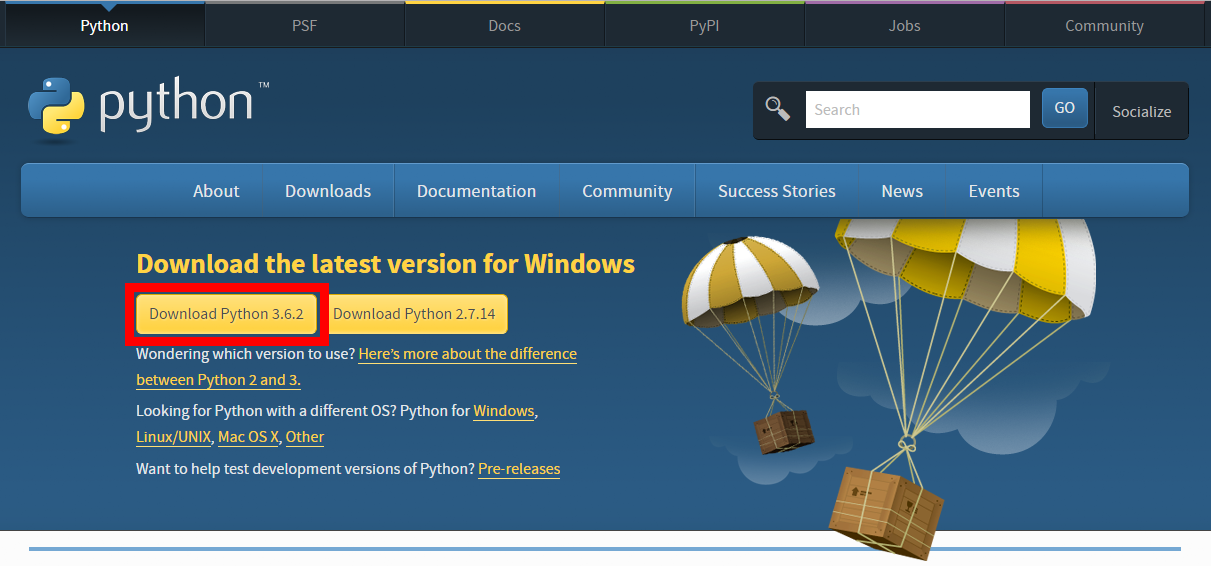 Python PSF Docs PyPI Jobs Community
python™
Search GO Socialize
About Downloads Documentation Community Success Stories News Events
Download the latest version for Windows
Download Python 3.6.2 Download Python 2.7.14
Wondering which version to use? Here's more about the difference
between Python 2 and 3.
Looking for Python with a different OS? Python for Windows,
Linux/UNIX, Mac OS X, Other
Want to help test development versions of Python? Pre-releases